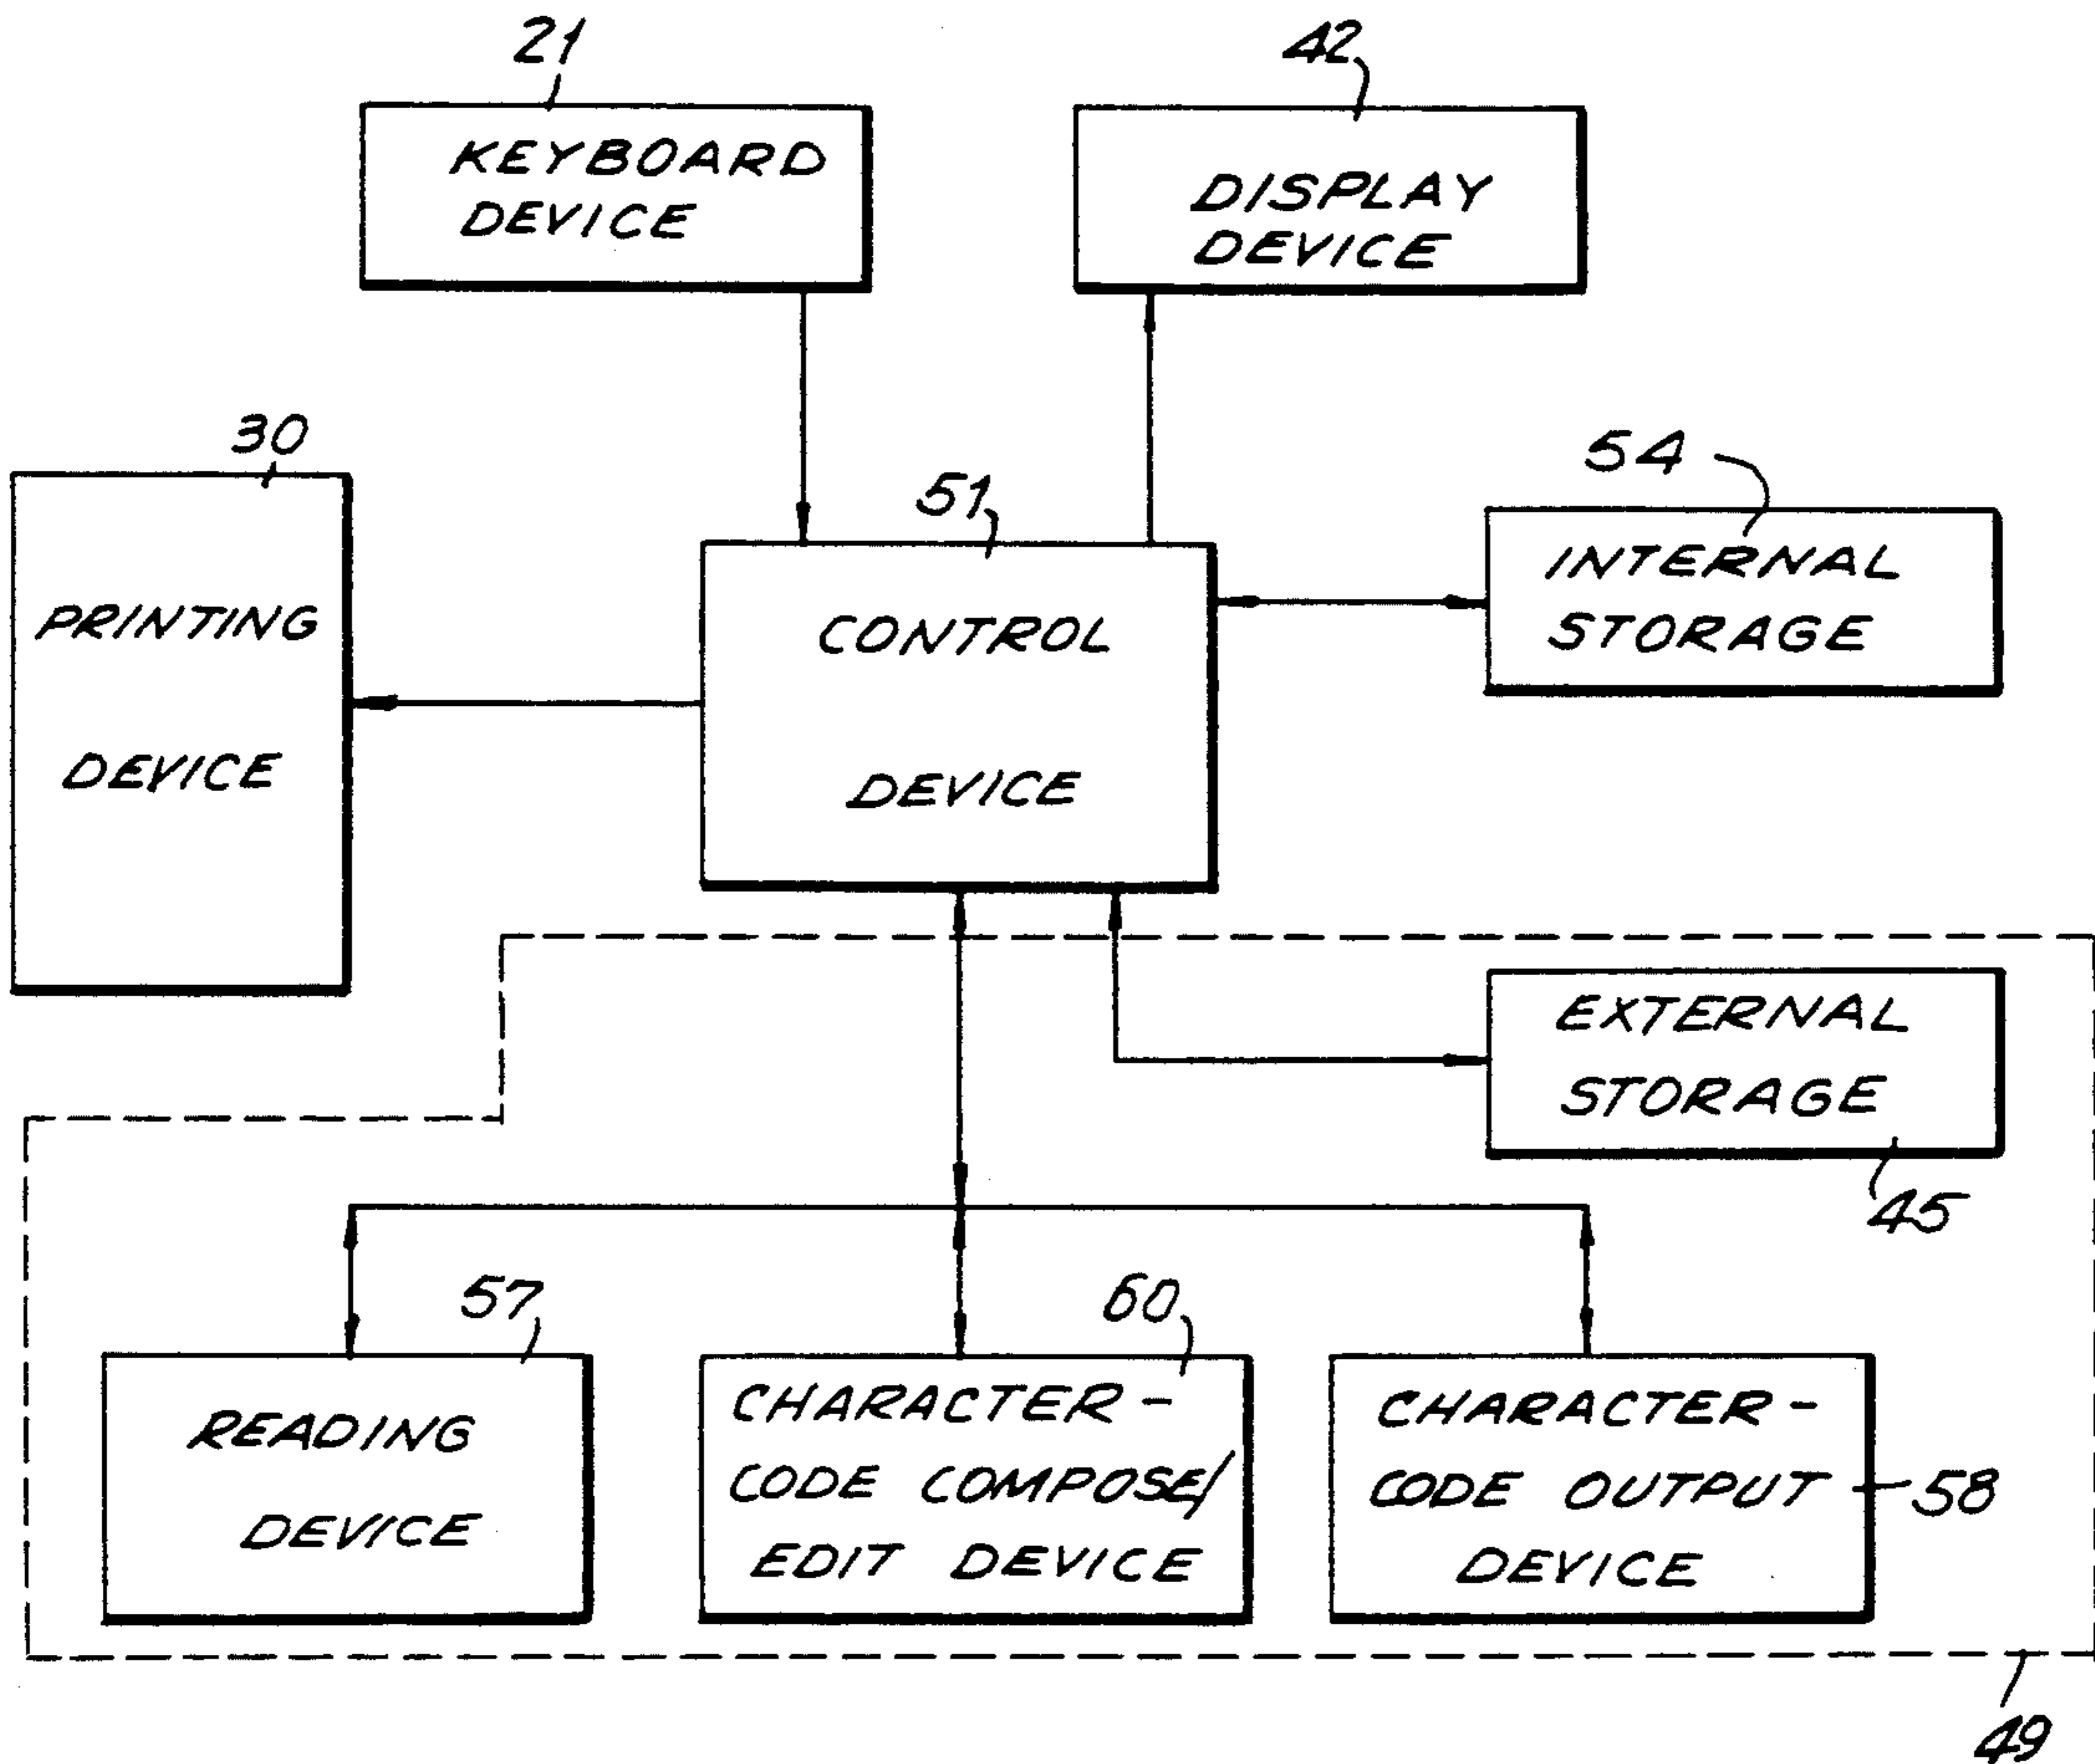 21
KEYBOARD
DEVICE
42
DISPLAY
DEVICE
30
PRINTING
DEVICE
51
CONTROL
DEVICE
54
INTERNAL
STORAGE
EXTERNAL
STORAGE
45
57
READING
DEVICE
60
CHARACTER-
CODE COMPOSE/
EDIT DEVICE
CHARACTER-
CODE OUTPUT
DEVICE
58
49